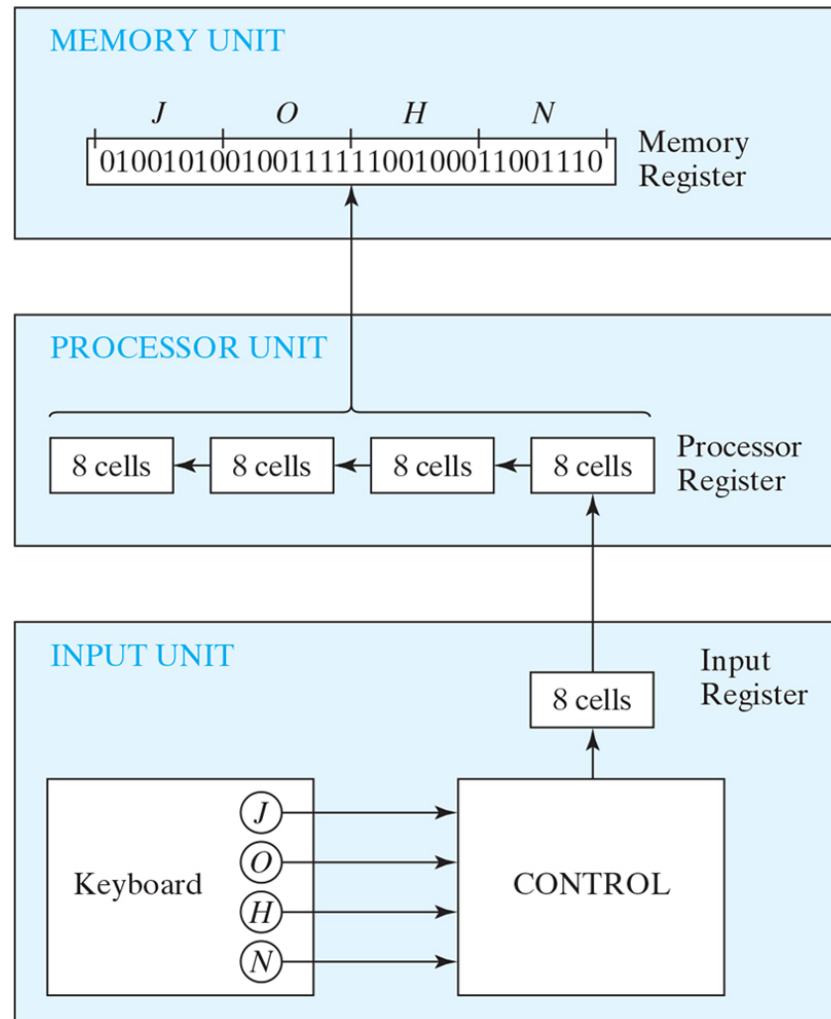 MEMORY UNIT
J O H N
01001010010011111100100011001110
Memory
Register
PROCESSOR UNIT
8 cells 8 cells 8 cells 8 cells
Processor
Register
INPUT UNIT
Input
Register
8 cells
J
O
Keyboard
H
N
CONTROL